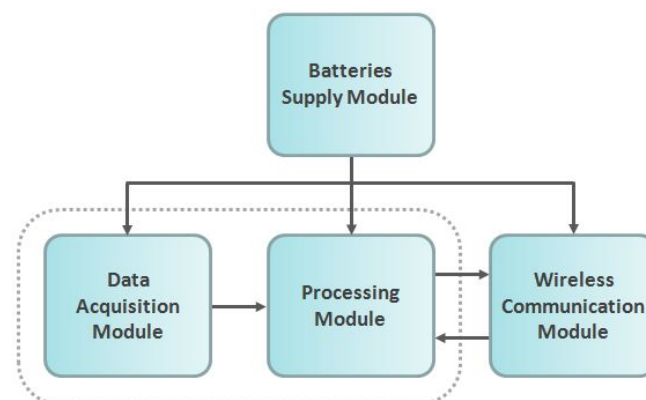 Batteries
Supply Module
Data
Acquisition
Module
Processing
Module
Wireless
Communication
Module